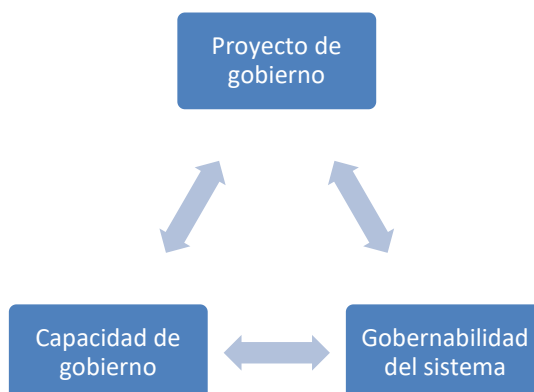 Proyecto de
gobierno
Capacidad de
gobierno
Gobernabilidad
del sistema